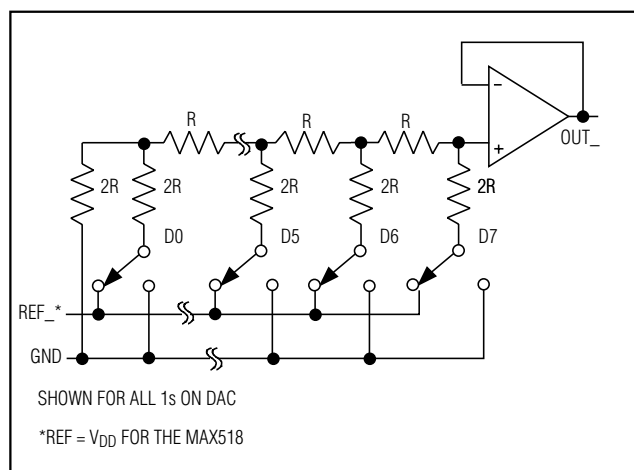 R R R
−
+
OUT_
2R 2R 2R 2R 2R
D0 D5 D6 D7
REF_*
GND
SHOWN FOR ALL 1s ON DAC
*REF = VDD FOR THE MAX518